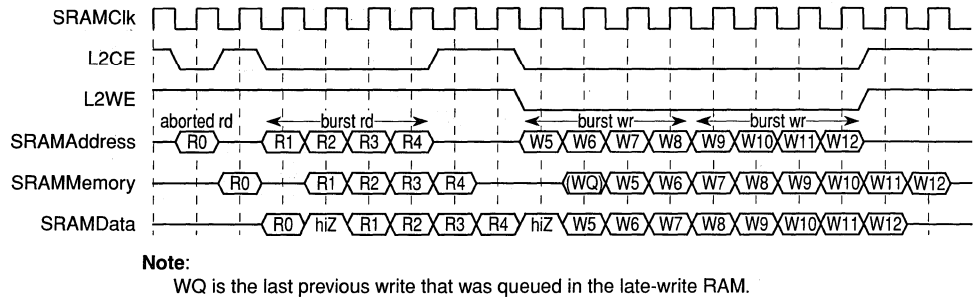 SRAMClk
L2CE
L2WE
aborted rd burst rd burst wr burst wr
SRAMAddress R0 R1 R2 R3 R4 W5 W6 W7 W8 W9 W10 W11 W12
SRAMMemory R0 R1 R2 R3 R4 (WQ) W5 W6 W7 W8 W9 W10 W11 W12
SRAMData R0 hiZ R1 R2 R3 R4 hiZ W5 W6 W7 W8 W9 W10 W11 W12
Note:
WQ is the last previous write that was queued in the late-write RAM.